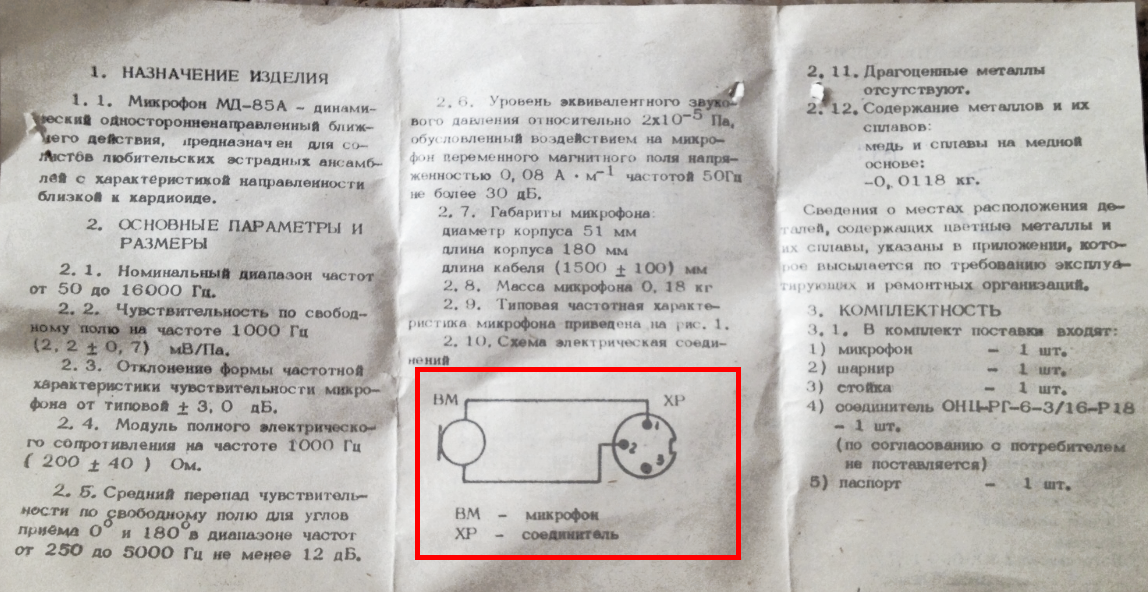 1. НАЗНАЧЕНИЕ ИЗДЕЛИЯ
1. 1. Микрофон МД-85А - динами-
ческий односторонненаправленный ближ-
него действия, предназначен для со-
листов любительских эстрадных ансамб-
лей с характеристикой направленности
близкой к кардиоиде.
2. ОСНОВНЫЕ ПАРАМЕТРЫ И
РАЗМЕРЫ
2. 1. Номинальный диапазон частот
от 50 до 16000 Гц.
2. 2. Чувствительность по свобод-
ному полю на частоте 1000 Гц
(2, 2 ± 0, 7) мВ/Па.
2. 3. Отклонение формы частотной
характеристики чувствительности микро-
фона от типовой ± 3, 0 дБ.
2. 4. Модуль полного электрическо-
го сопротивления на частоте 1000 Гц
( 200 ± 40 ) Ом.
2. 5. Средний перепад чувствитель-
ности по свободному полю для углов
приёма 0° и 180° в диапазоне частот
от 250 до 5000 Гц не менее 12 дБ.
2. 6. Уровень эквивалентного звуко-
вого давления относительно 2х10⁻⁵ Па,
обусловленный воздействием на микро-
фон переменного магнитного поля напря-
женностью 0, 08 А · м⁻¹ частотой 50Гц
не более 30 дБ.
2. 7. Габариты микрофона:
диаметр корпуса 51 мм
длина корпуса 180 мм
длина кабеля (1500 ± 100) мм
2. 8. Масса микрофона 0, 18 кг
2. 9. Типовая частотная характе-
ристика микрофона приведена на рис. 1.
2. 10. Схема электрическая соеди-
нений
ВМ ХР
1
2
3
ВМ - микрофон
ХР - соединитель
2. 11. Драгоценные металлы
отсутствуют.
2. 12. Содержание металлов и их
сплавов:
медь и сплавы на медной
основе:
-0, 0118 кг.
Сведения о местах расположения де-
талей, содержащих цветные металлы и
их сплавы, указаны в приложении, кото-
рое высылается по требованию эксплуа-
тирующих и ремонтных организаций.
3. КОМПЛЕКТНОСТЬ
3. 1. В комплект поставки входят:
1) микрофон - 1 шт.
2) шарнир - 1 шт.
3) стойка - 1 шт.
4) соединитель ОНЦ-РГ-6-3/16-Р18
- 1 шт.
(по согласованию с потребителем
не поставляется)
5) паспорт - 1 шт.